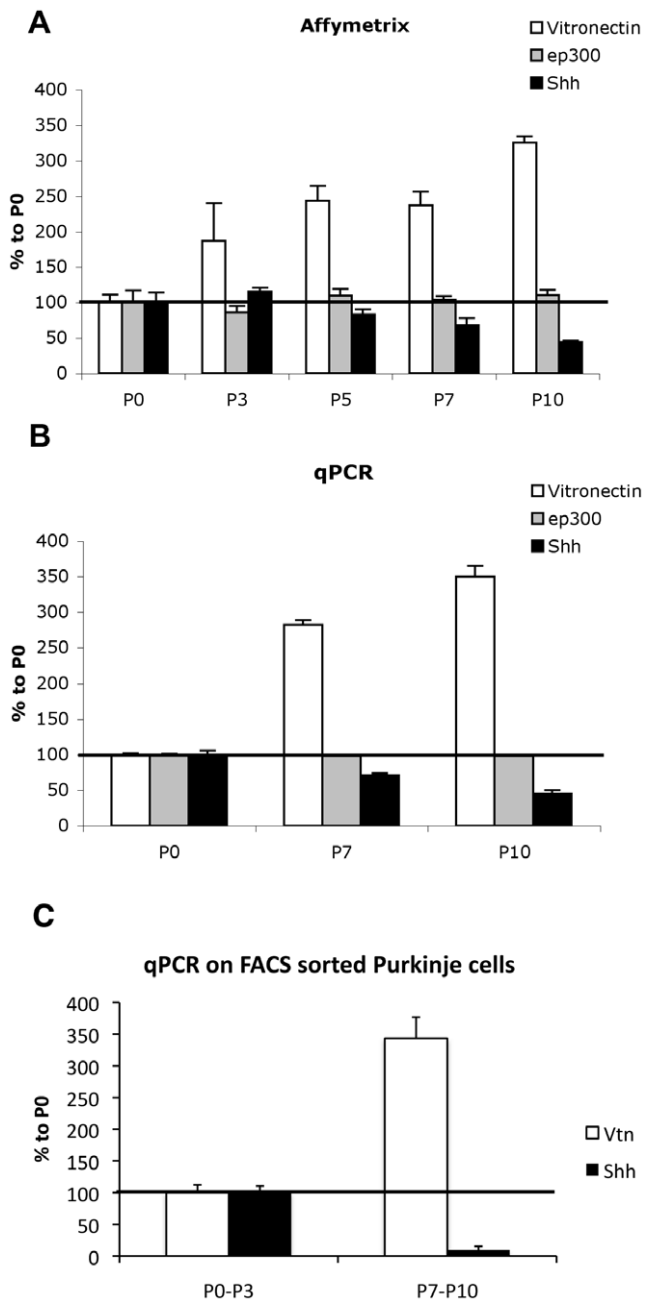 A
Affymetrix
Vitronectin
ep300
Shh
% to P0
400
350
300
250
200
150
100
50
0
P0 P3 P5 P7 P10
B
qPCR
Vitronectin
ep300
Shh
% to P0
400
350
300
250
200
150
100
50
0
P0 P7 P10
C
qPCR on FACS sorted Purkinje cells
% to P0
400
350
300
250
200
150
100
50
0
Vtn
Shh
P0-P3 P7-P10